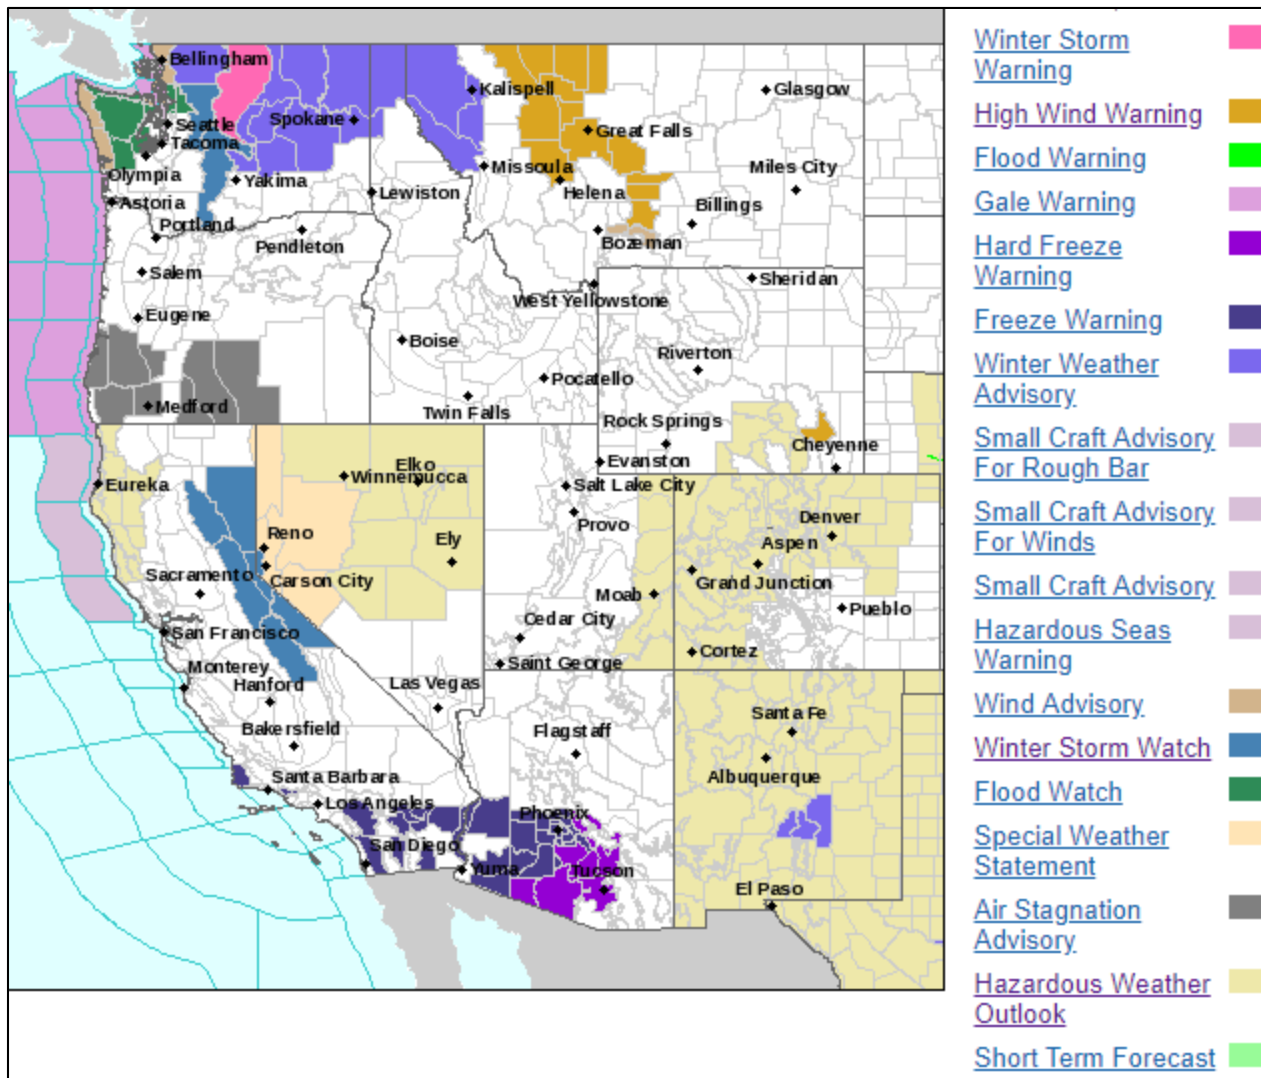 Bellingham
Kalispell
Glasgow
Spokane
Seattle
Great Falls
Tacoma
Missoula
Miles City
Olympia
Yakima
Lewiston
Helena
Astoria
Billings
Portland
Pendleton
Bozeman
Salem
Sheridan
West Yellowstone
Eugene
Boise
Riverton
Pocatello
Medford
Twin Falls
Rock Springs
Cheyenne
Elko
Evanston
Winnemucca
Eureka
Salt Lake City
Provo
Denver
Reno
Ely
Aspen
Sacramento
Carson City
Grand Junction
Moab
Pueblo
Cedar City
San Francisco
Cortez
Saint George
Monterey
Hanford
Las Vegas
Santa Fe
Bakersfield
Flagstaff
Santa Barbara
Albuquerque
Los Angeles
Phoenix
San Diego
Yuma
Tucson
El Paso
Winter Storm
Warning
High Wind Warning
Flood Warning
Gale Warning
Hard Freeze
Warning
Freeze Warning
Winter Weather
Advisory
Small Craft Advisory
For Rough Bar
Small Craft Advisory
For Winds
Small Craft Advisory
Hazardous Seas
Warning
Wind Advisory
Winter Storm Watch
Flood Watch
Special Weather
Statement
Air Stagnation
Advisory
Hazardous Weather
Outlook
Short Term Forecast